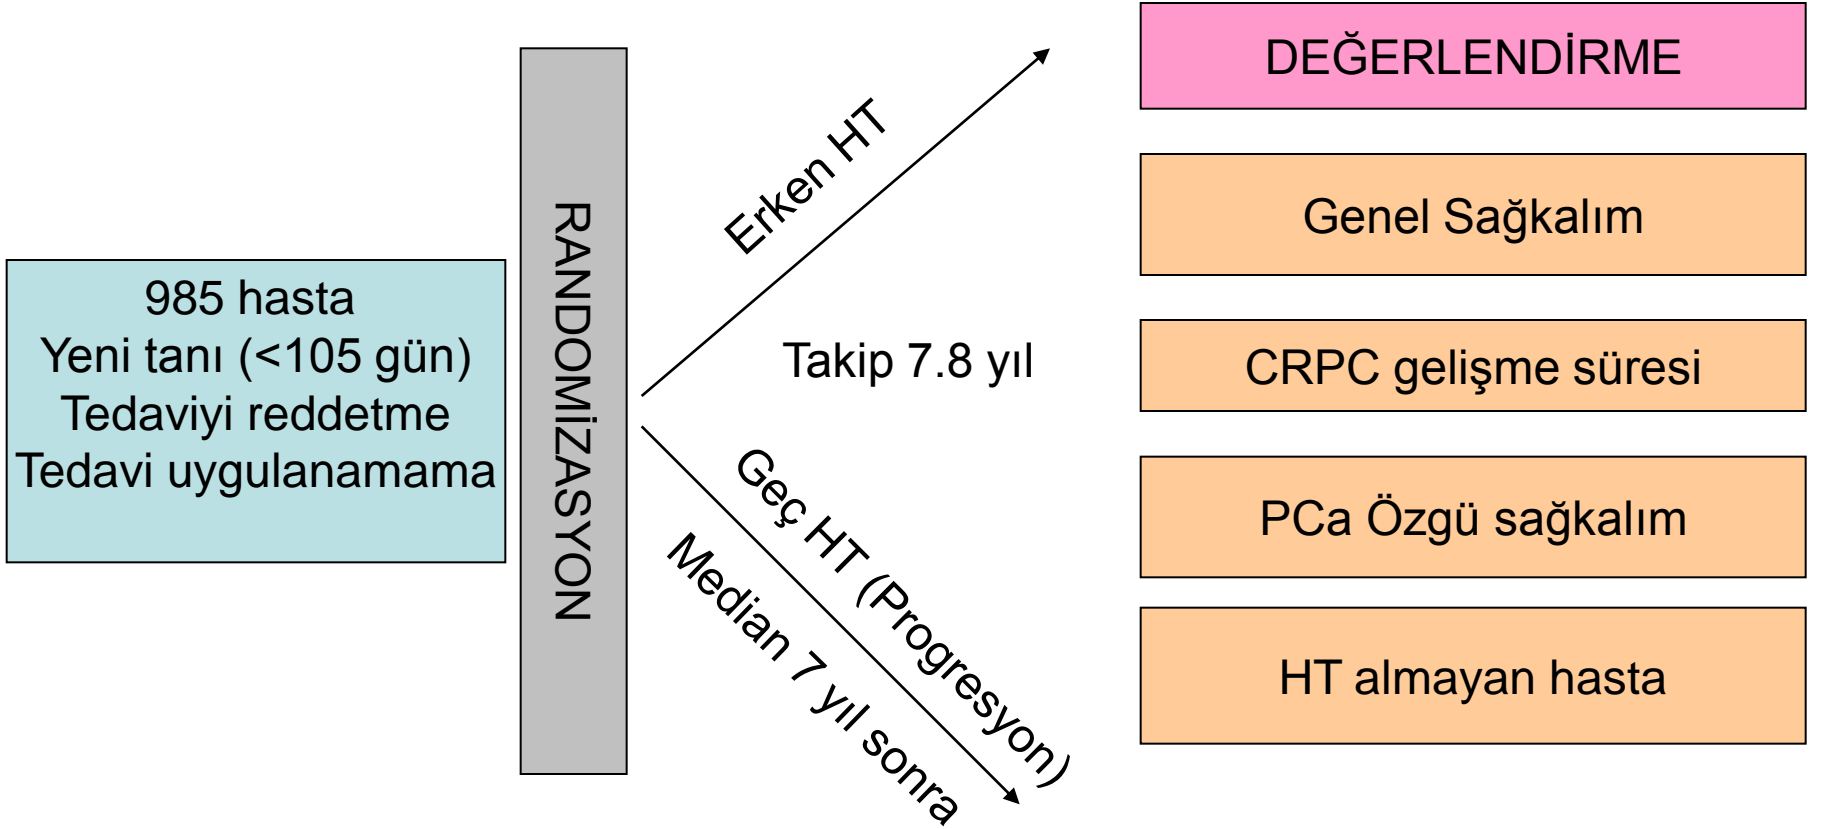 985 hasta
Yeni tanı (<105 gün)
Tedaviyi reddetme
Tedavi uygulanamama
RANDOMİZASYON
Erken HT
Takip 7.8 yıl
Geç HT (Progresyon)
Median 7 yıl sonra
DEĞERLENDİRME
Genel Sağkalım
CRPC gelişme süresi
PCa Özgü sağkalım
HT almayan hasta